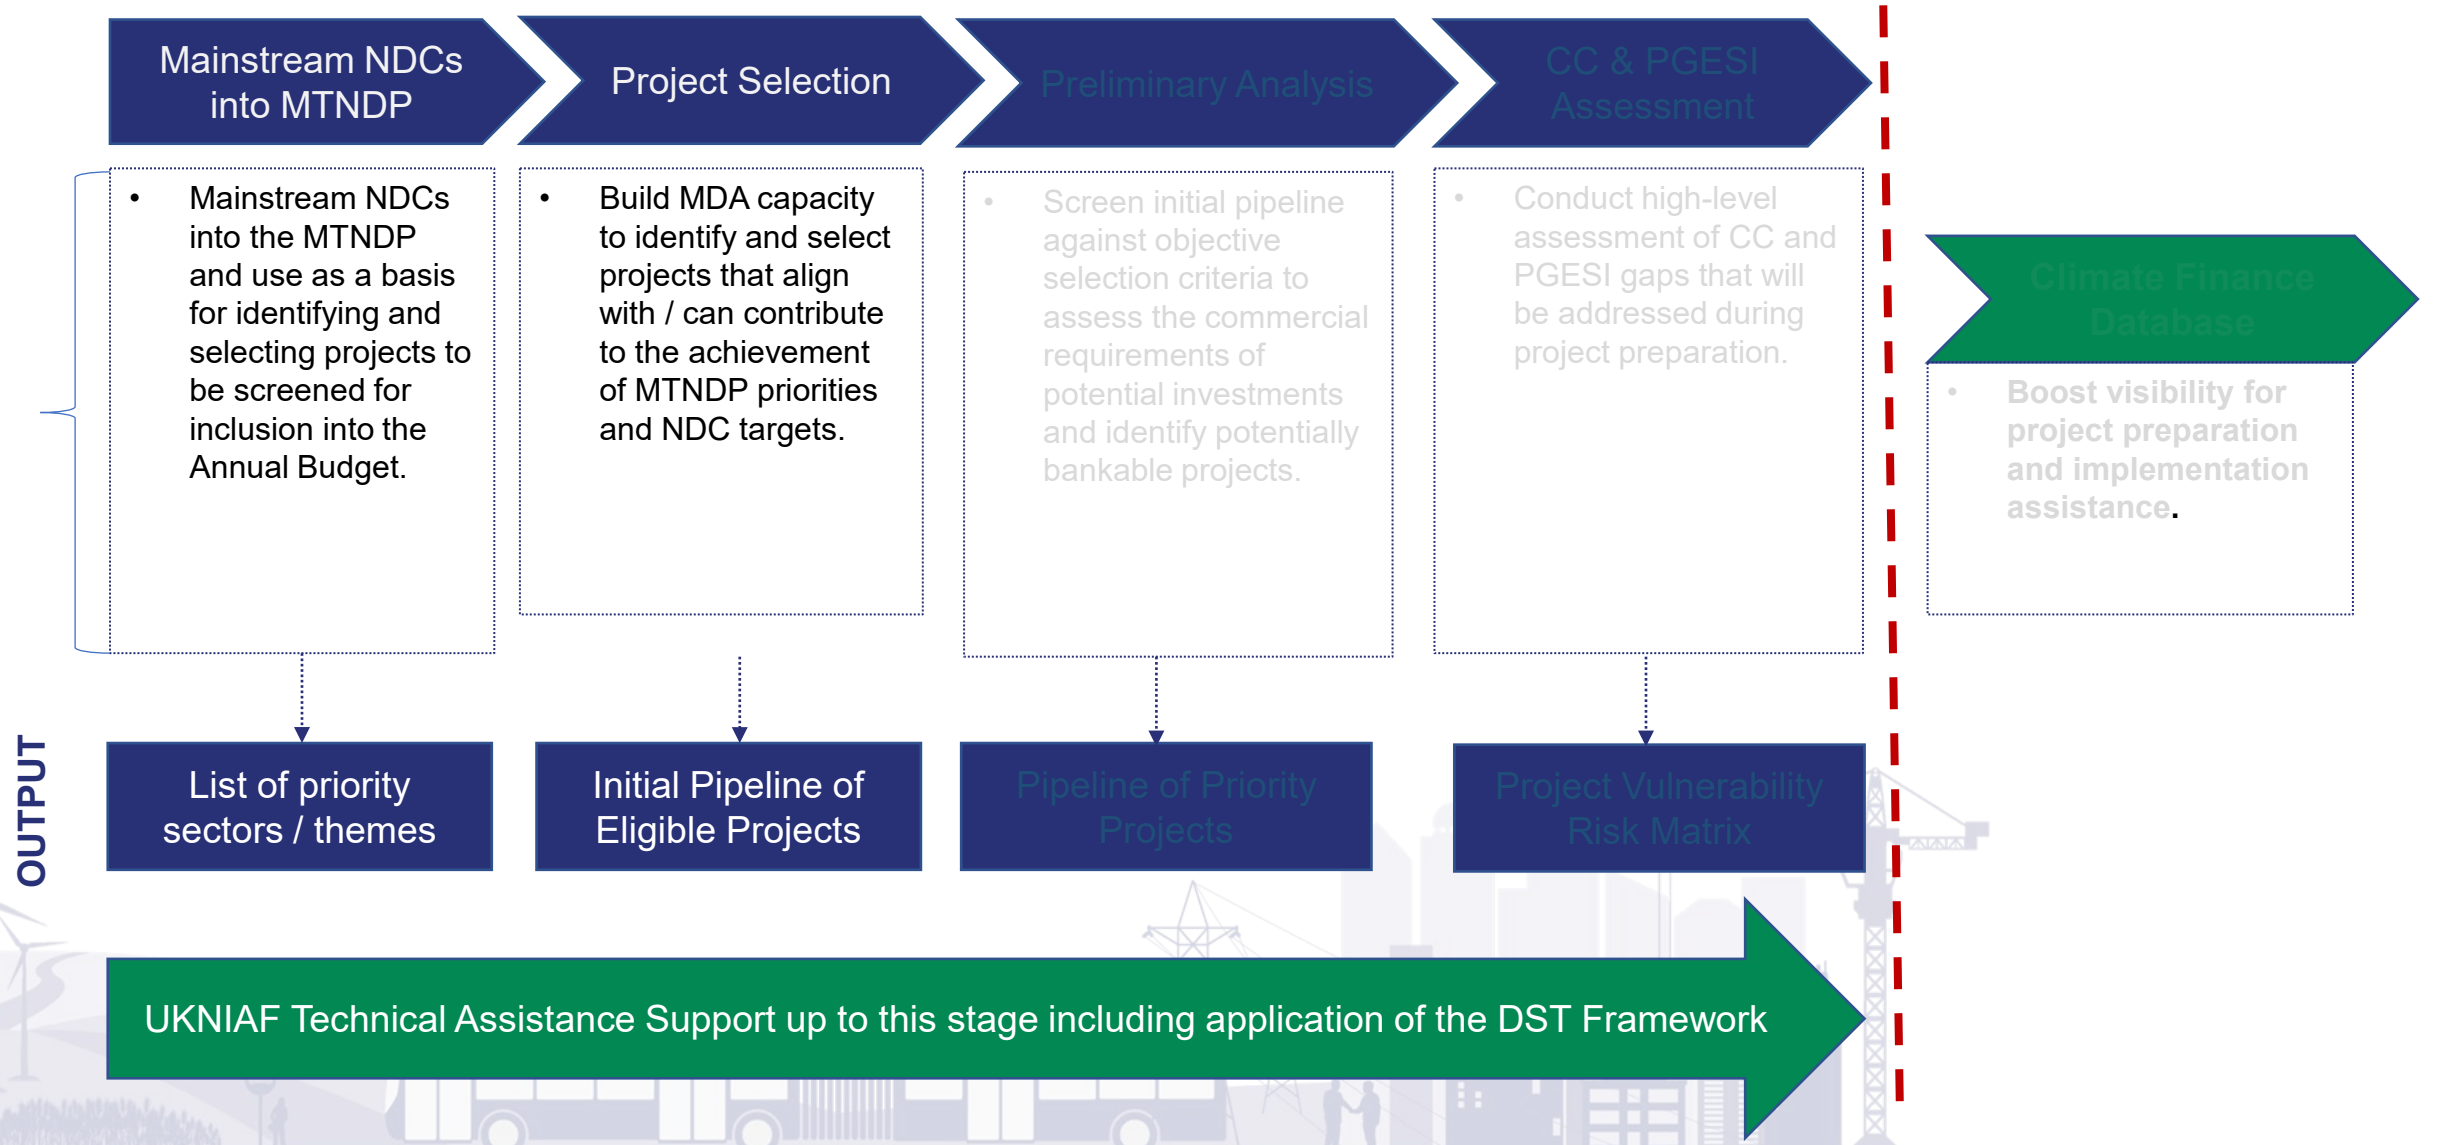 Mainstream NDCs
into MTNDP
Project Selection
Preliminary Analysis
CC & PGESI
Assessment
• Mainstream NDCs
into the MTNDP
and use as a basis
for identifying and
selecting projects to
be screened for
inclusion into the
Annual Budget.
• Build MDA capacity
to identify and select
projects that align
with / can contribute
to the achievement
of MTNDP priorities
and NDC targets.
• Screen initial pipeline
against objective
selection criteria to
assess the commercial
requirements of
potential investments
and identify potentially
bankable projects.
• Conduct high-level
assessment of CC and
PGESI gaps that will
be addressed during
project preparation.
Climate Finance
Database
• Boost visibility for
project preparation
and implementation
assistance.
OUTPUT
List of priority
sectors / themes
Initial Pipeline of
Eligible Projects
Pipeline of Priority
Projects
Project Vulnerability
Risk Matrix
UKNIAF Technical Assistance Support up to this stage including application of the DST Framework